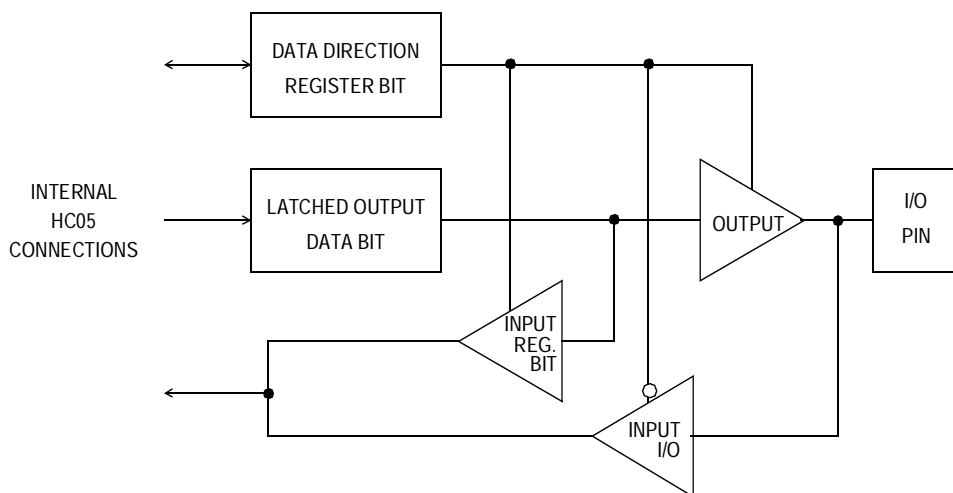 DATA DIRECTION
REGISTER BIT
INTERNAL
HC05
CONNECTIONS
LATCHED OUTPUT
DATA BIT
OUTPUT
I/O
PIN
INPUT
REG.
BIT
INPUT
I/O